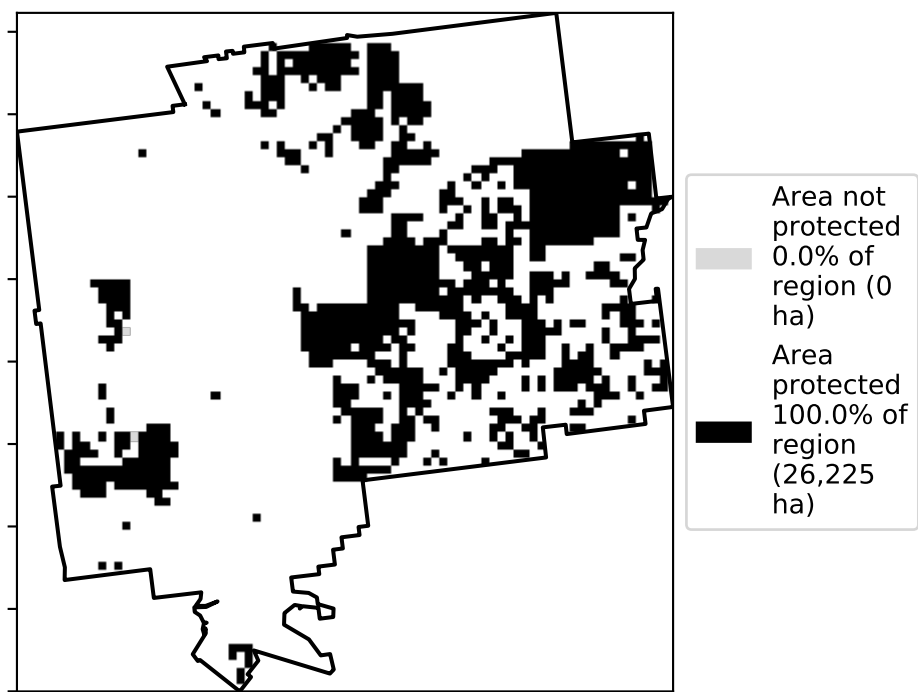 Area not
protected
0.0% of
region (0
ha)
Area
protected
100.0% of
region
(26,225
ha)